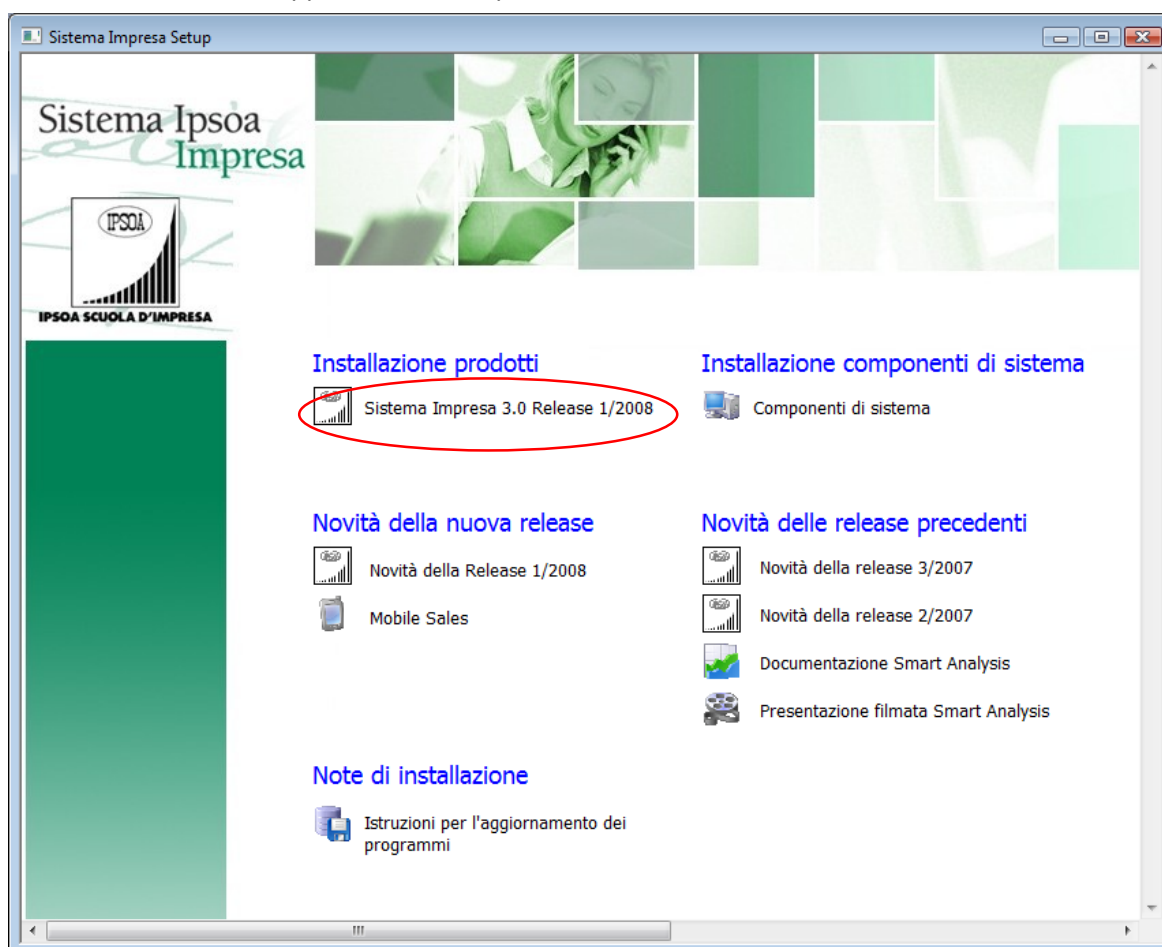 Sistema Impresa Setup
Sistema Ipsoa
Impresa
IPSOA
IPSOA SCUOLA D'IMPRESA
Installazione prodotti
Sistema Impresa 3.0 Release 1/2008
Installazione componenti di sistema
Componenti di sistema
Novità della nuova release
Novità della Release 1/2008
Mobile Sales
Novità delle release precedenti
Novità della release 3/2007
Novità della release 2/2007
Documentazione Smart Analysis
Presentazione filmata Smart Analysis
Note di installazione
Istruzioni per l'aggiornamento dei
programmi